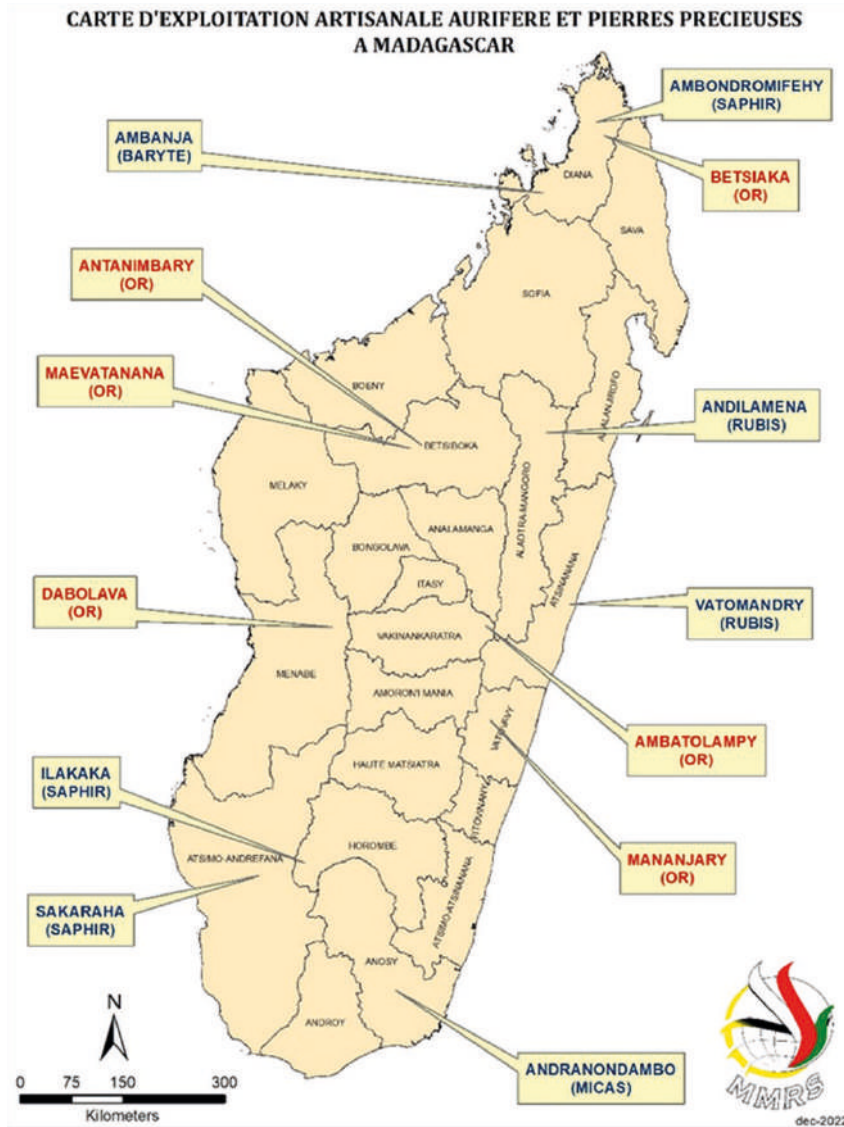 CARTE D'EXPLOITATION ARTISANALE AURIFERE ET PIERRES PRECIEUSES
A MADAGASCAR
AMBONDROMIFEHY
(SAPHIR)
AMBANJA
(BARYTE)
BETSIAKA
(OR)
DIANA
SAVA
ANTANIMBARY
(OR)
SOFIA
MAEVATANANA
(OR)
BOENY
ANALANJIROFO
ANDILAMENA
(RUBIS)
BETSIBOKA
MELAKY
ALAOTRA-MANGORO
ANALAMANGA
BONGOLAVA
ATSINANANA
ITASY
DABOLAVA
(OR)
VATOMANDRY
(RUBIS)
VAKINANKARATRA
MENABE
AMORON'I MANIA
VATOVAVY
AMBATOLAMPY
(OR)
HAUTE MATSIATRA
ILAKAKA
(SAPHIR)
FITOVINANY
HOROMBE
ATSIMO-ANDREFANA
MANANJARY
(OR)
ATSIMO-ATSINANANA
SAKARAHA
(SAPHIR)
ANOSY
N
ANDROY
ANDRANONDAMBO
(MICAS)
0 75 150 300
Kilometers
MMRS
dec-2022